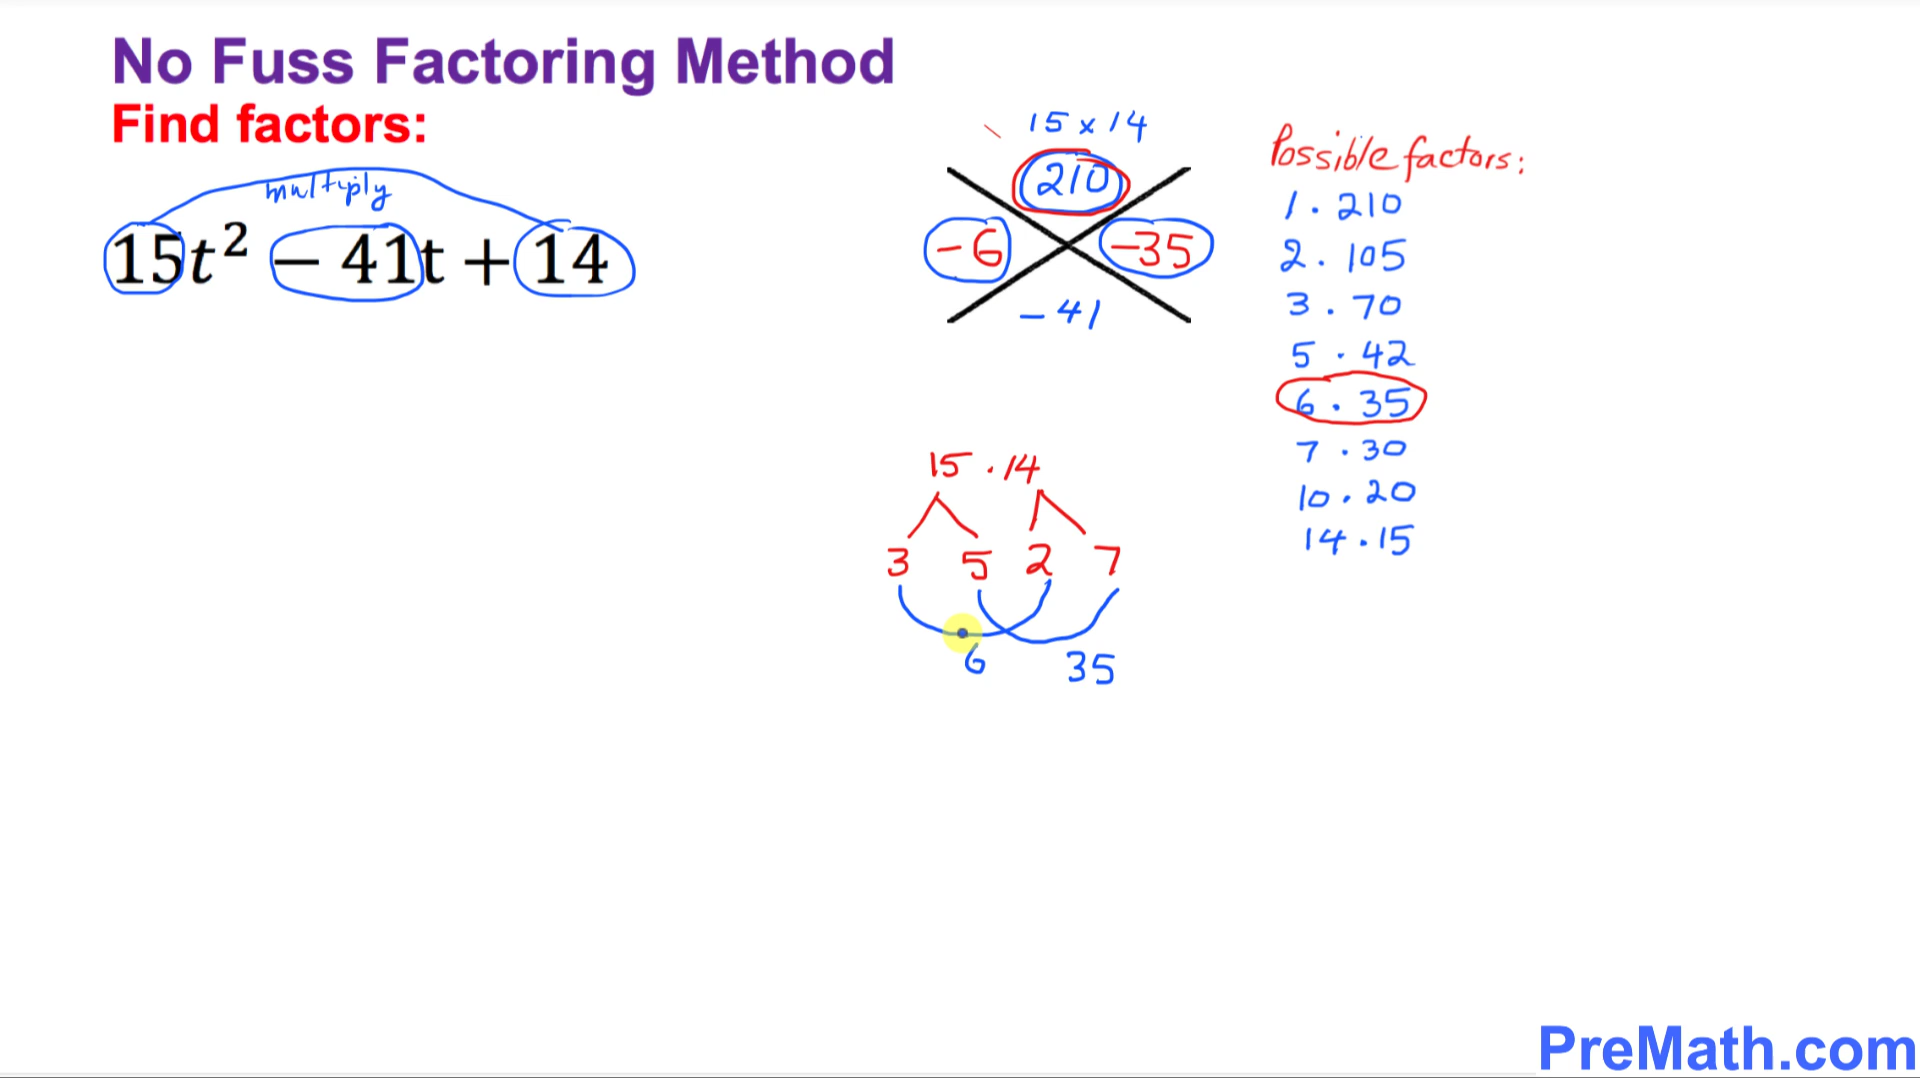 No Fuss Factoring Method
Find factors:
multiply
15t² − 41t + 14
15 × 14
210
−6 −35
−41
Possible factors:
1 · 210
2 · 105
3 · 70
5 · 42
6 · 35
7 · 30
10 · 20
14 · 15
15 · 14
3 5 2 7
6 35
PreMath.com